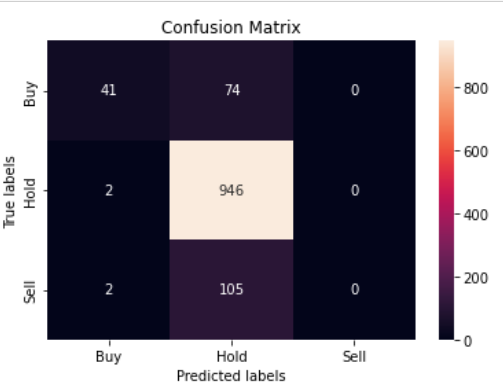 Confusion Matrix
Buy 41 74 0
Hold 2 946 0
Sell 2 105 0
True labels
Buy Hold Sell
Predicted labels
800
600
400
200
0